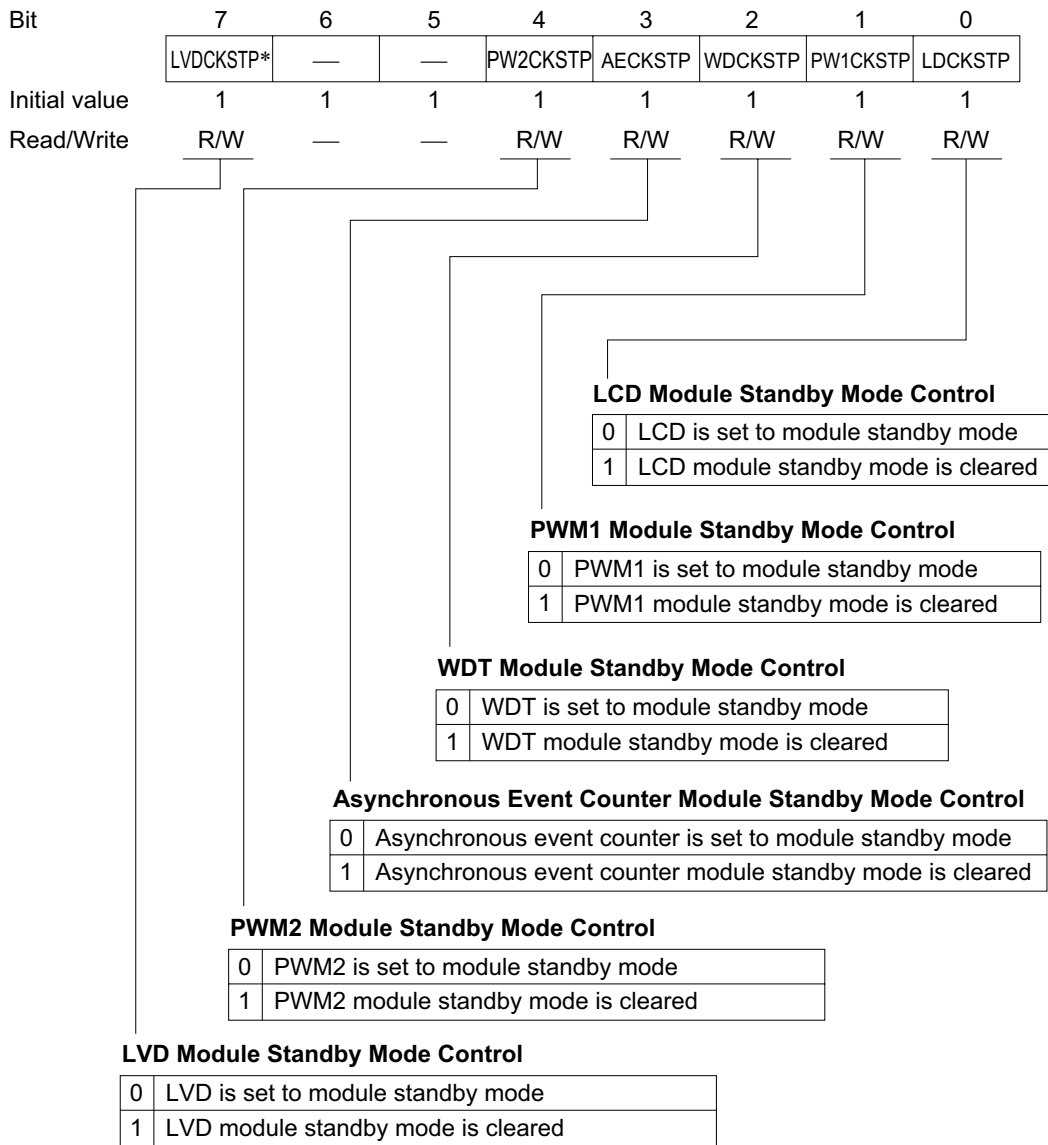 Bit 7 6 5 4 3 2 1 0
LVDCKSTP* — — PW2CKSTP AECKSTP WDCKSTP PW1CKSTP LDCKSTP
Initial value 1 1 1 1 1 1 1 1
Read/Write R/W — — R/W R/W R/W R/W R/W
LCD Module Standby Mode Control
0 LCD is set to module standby mode
1 LCD module standby mode is cleared
PWM1 Module Standby Mode Control
0 PWM1 is set to module standby mode
1 PWM1 module standby mode is cleared
WDT Module Standby Mode Control
0 WDT is set to module standby mode
1 WDT module standby mode is cleared
Asynchronous Event Counter Module Standby Mode Control
0 Asynchronous event counter is set to module standby mode
1 Asynchronous event counter module standby mode is cleared
PWM2 Module Standby Mode Control
0 PWM2 is set to module standby mode
1 PWM2 module standby mode is cleared
LVD Module Standby Mode Control
0 LVD is set to module standby mode
1 LVD module standby mode is cleared